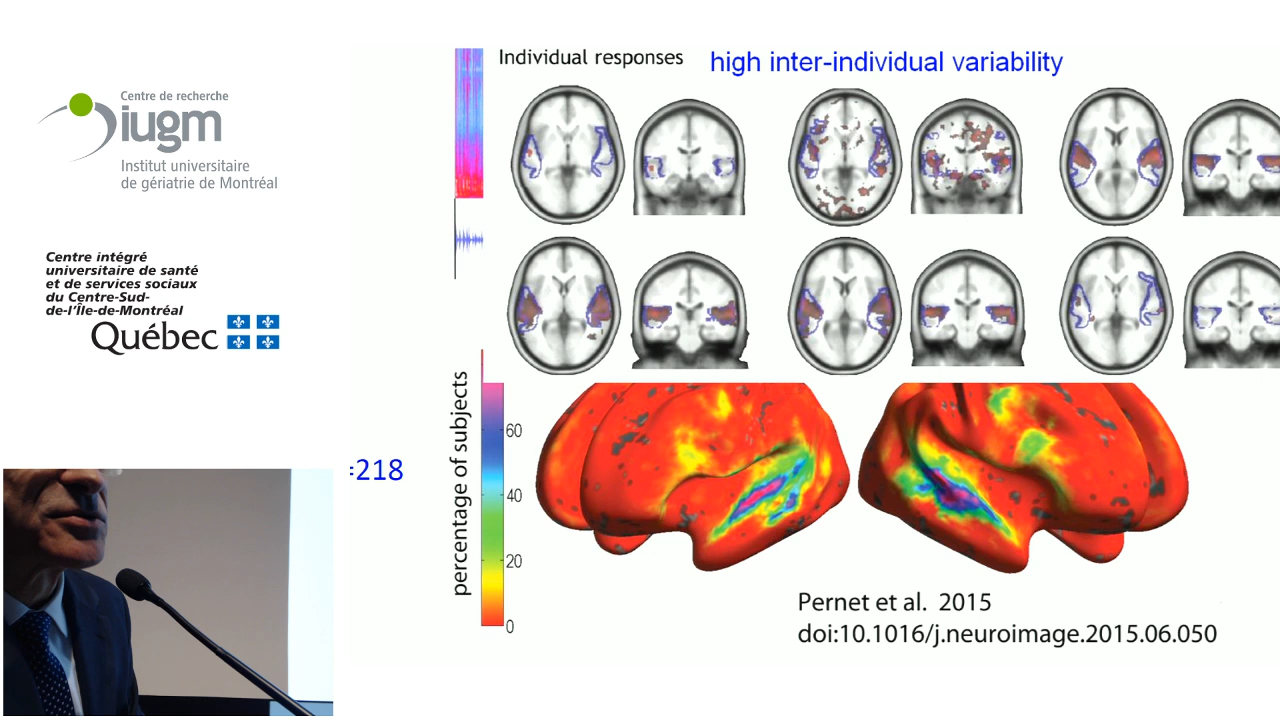 Centre de recherche
iugm
Institut universitaire
de gériatrie de Montréal
Centre intégré
universitaire de santé
et de services sociaux
du Centre-Sud-
de-l'Île-de-Montréal
Québec
Individual responses
high inter-individual variability
=218
percentage of subjects
60
40
20
0
Pernet et al. 2015
doi:10.1016/j.neuroimage.2015.06.050